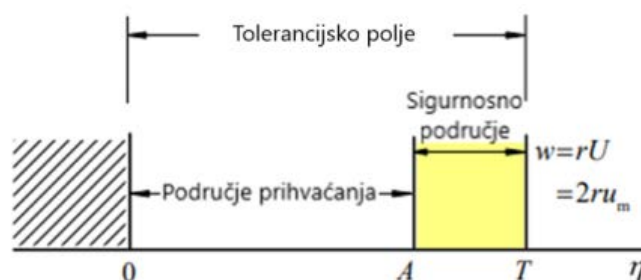 Tolerancijsko polje
Sigurnosno
područje
w=rU
=2ru_m
Područje prihvaćanja
0
A
T
η